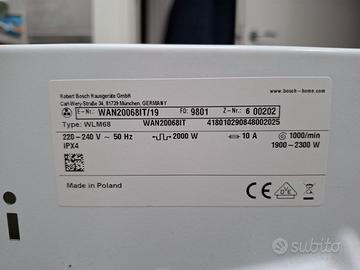 Robert Bosch Hausgeräte GmbH
Carl-Wery-Straße 34, 81739 München, GERMANY
www.bosch-home.com
E-Nr.: WAN20068IT/19 FD: 9801 Z-Nr.: 6 00202
Type: WLM68 WAN20068IT 418010290848002025
220-240 V ~ 50 Hz 2000 W 10 A 1000/min
IPX4 1900-2300 W
Made in Poland
D V E
CE
subito